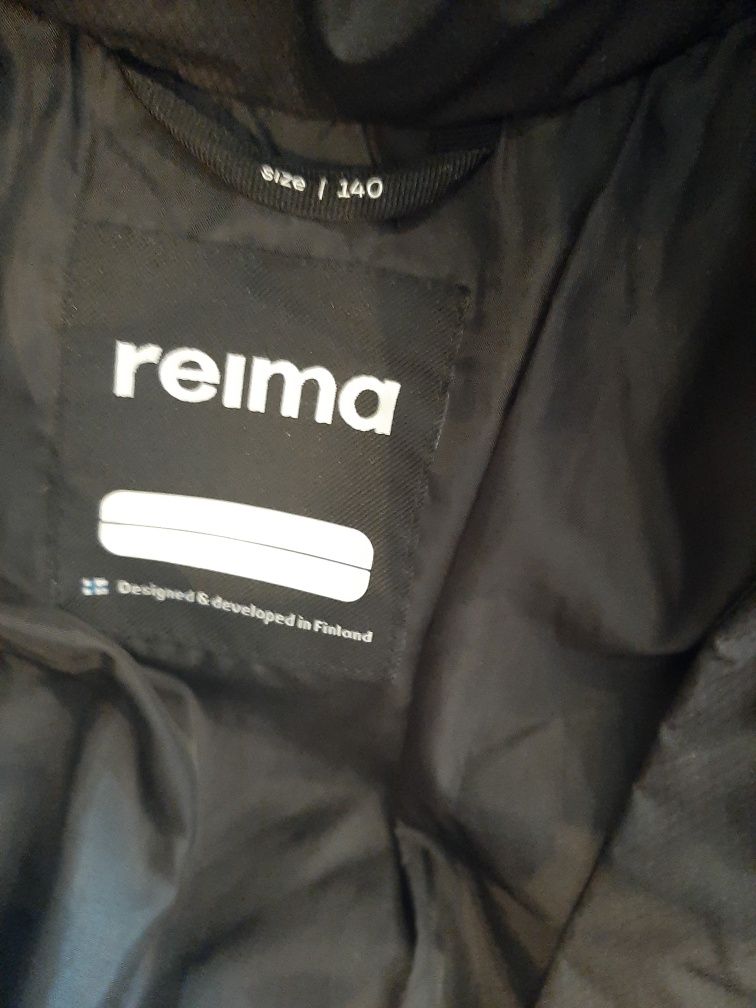 size / 140
reima
Designed & developed in Finland